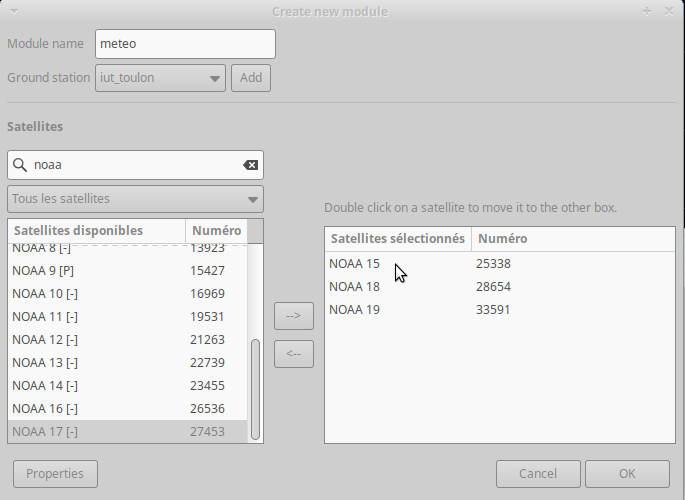 Create new module
Module name meteo
Ground station iut_toulon Add
Satellites
noaa
Tous les satellites
Double click on a satellite to move it to the other box.
Satellites disponibles Numéro
NOAA 8 [-] 13923
NOAA 9 [P] 15427
NOAA 10 [-] 16969
NOAA 11 [-] 19531
NOAA 12 [-] 21263
NOAA 13 [-] 22739
NOAA 14 [-] 23455
NOAA 16 [-] 26536
NOAA 17 [-] 27453
-->
<--
Satellites sélectionnés Numéro
NOAA 15 25338
NOAA 18 28654
NOAA 19 33591
Properties
Cancel
OK